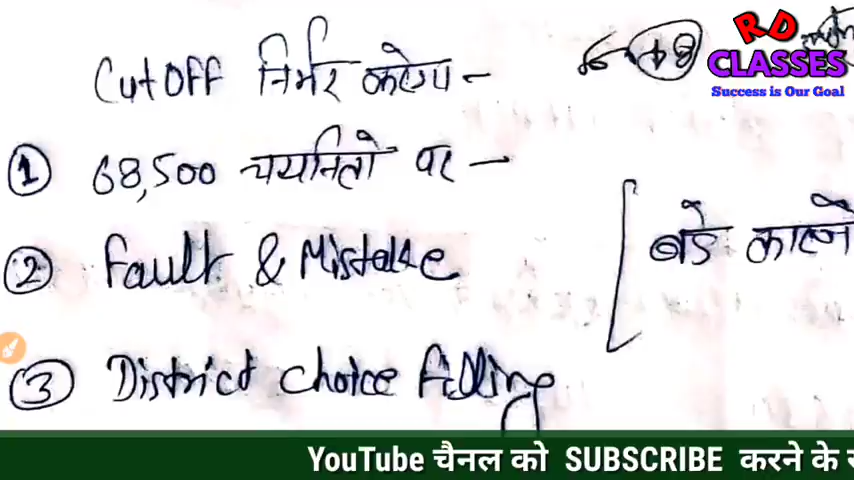 RD
CLASSES
Success is Our Goal
CutOFF निर्भर करेगा -
① 68,500 चयनितो पर -
② Fault & Mistake
बडे
③ District choice filling
YouTube चैनल को SUBSCRIBE करने के